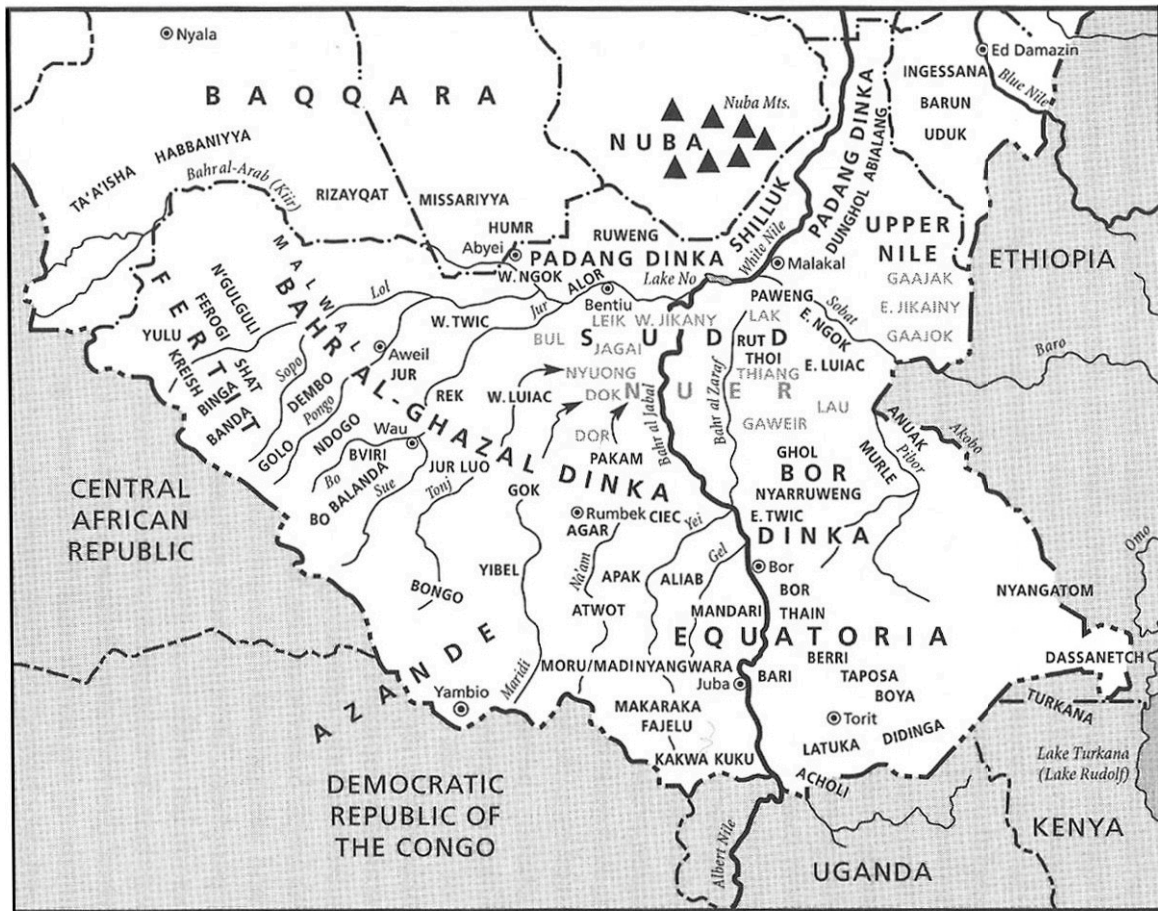 Nyala
Ed Damazin
BAQQARA
INGESSANA
BARUN
UDUK
Blue Nile
Nuba Mts.
NUBA
HABBANIYYA
TA'A'ISHA
Bahr al-Arab (Kiir)
RIZAYQAT
MISSARIYYA
HUMR
Abyei
RUWENG
SHILLUK
White Nile
PADANG DINKA
DUNGHOL
ABIALANG
UPPER
NILE
ETHIOPIA
PADANG DINKA
W. NGOK
ALOR
Lake No
Malakal
GAAJAK
E. JIKAINY
GAAJOK
MALWAL
FERTIT
N'GULGULI
FEROGI
SHAT
YULU
KREISH
BINGA
BANDA
BAHR AL-GHAZAL DINKA
Lol
W. TWIC
Jur
Bentiu
LEIK
W. JIKANY
BUL
SUDD
JAGAI
PAWENG
LAK
Sobat
E. NGOK
RUT
THOI
E. LUIAC
THIANG
Baro
Aweil
JUR
Sopo
DEMBO
Pongo
REK
W. LUIAC
NYUONG
DOK
NUER
Bahr al Jabal
Bahr al Zaraf
LAU
GAWEIR
ANUAK
Akobo
Pibor
MURLE
GOLO
NDOGO
Wau
BVIRI
Bo
BALANDA
BO
Sue
JUR LUO
Tonj
GOK
DOR
PAKAM
GHOL
BOR
NYARRUWENG
E. TWIC
DINKA
CENTRAL
AFRICAN
REPUBLIC
Rumbek
AGAR
CIEC
Yei
Gel
Na'am
Bor
BOR
THAIN
Omo
BONGO
YIBEL
APAK
ALIAB
ATWOT
MANDARI
NYANGATOM
EQUATORIA
AZANDE
Maridi
Yambio
MORU/MADI
NYANGWARA
Juba
BARI
BERRI
TAPOSA
BOYA
DASSANETCH
MAKARAKA
FAJELU
Torit
LATUKA
DIDINGA
TURKANA
KAKWA
KUKU
ACHOLI
Lake Turkana
(Lake Rudolf)
DEMOCRATIC
REPUBLIC OF
THE CONGO
Albert Nile
UGANDA
KENYA